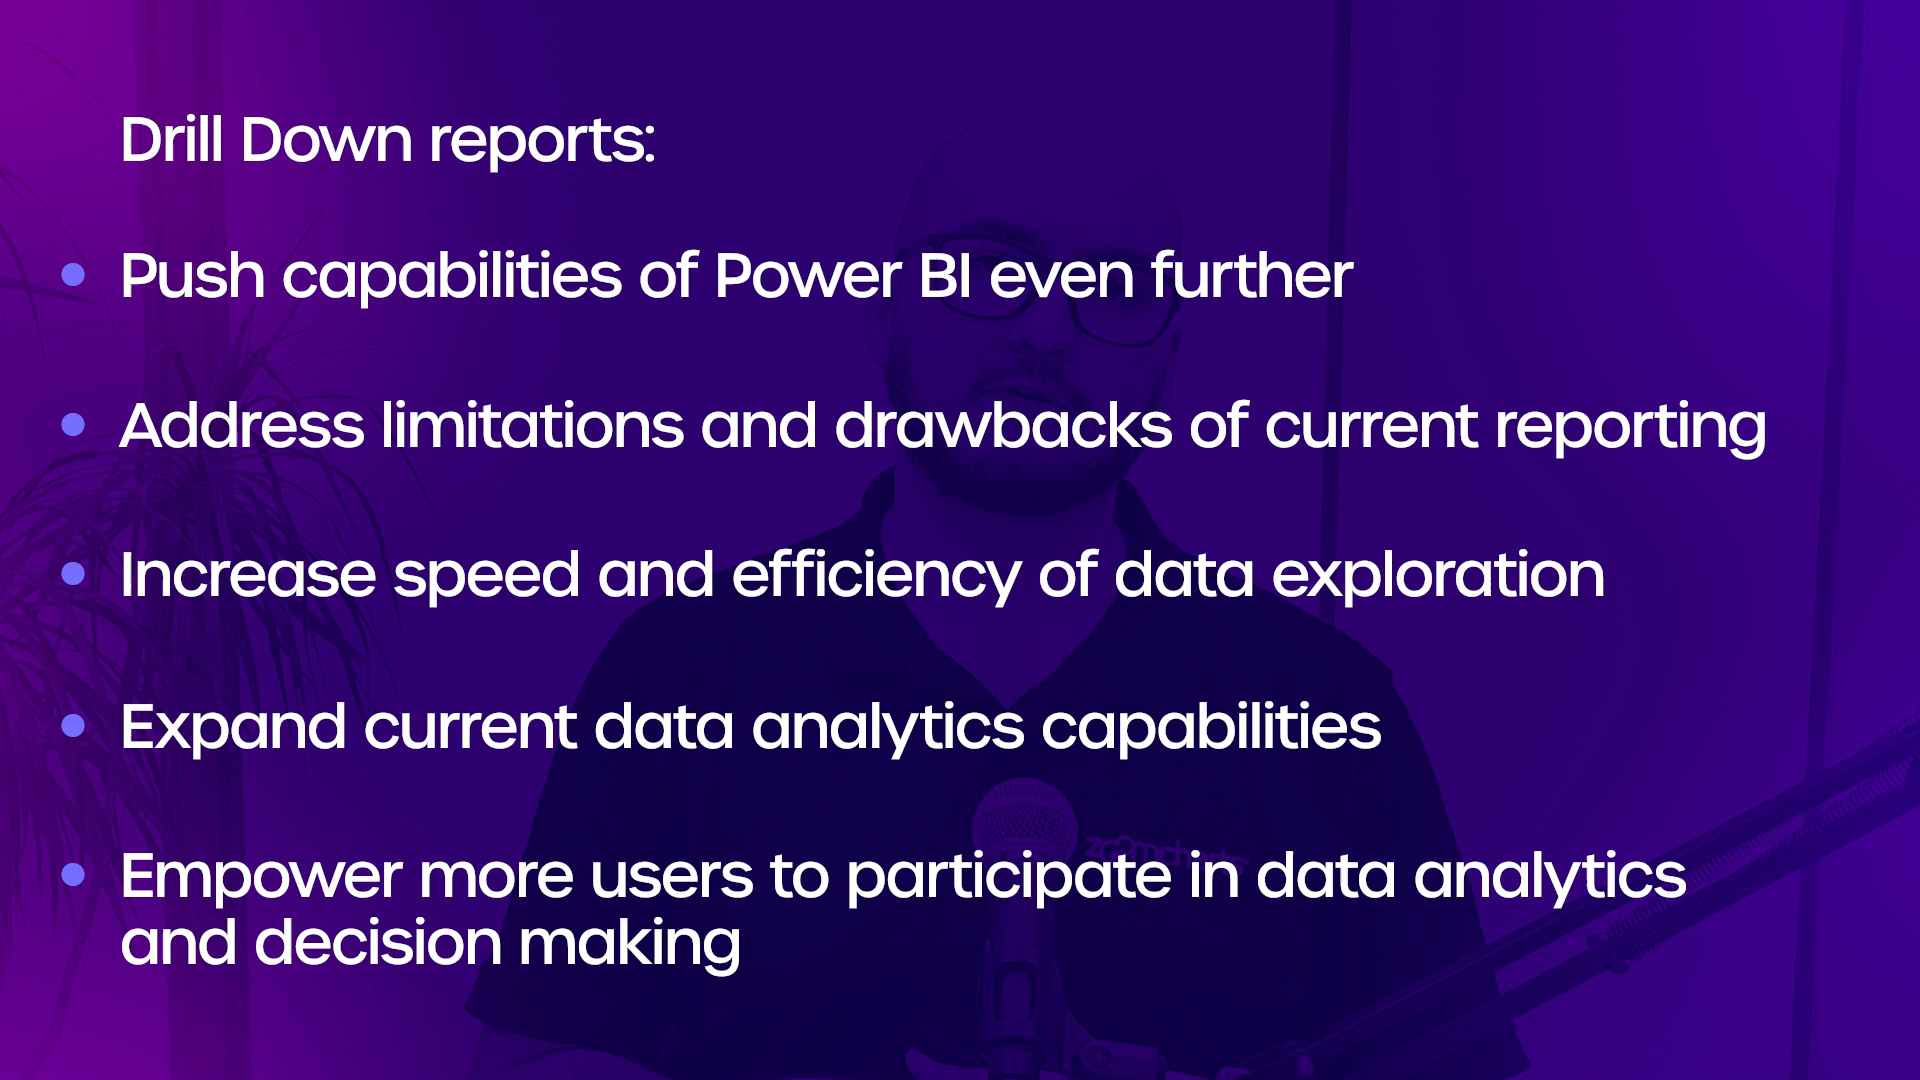 Drill Down reports:
Push capabilities of Power BI even further
Address limitations and drawbacks of current reporting
Increase speed and efficiency of data exploration
Expand current data analytics capabilities
Empower more users to participate in data analytics
and decision making
zoomcharts